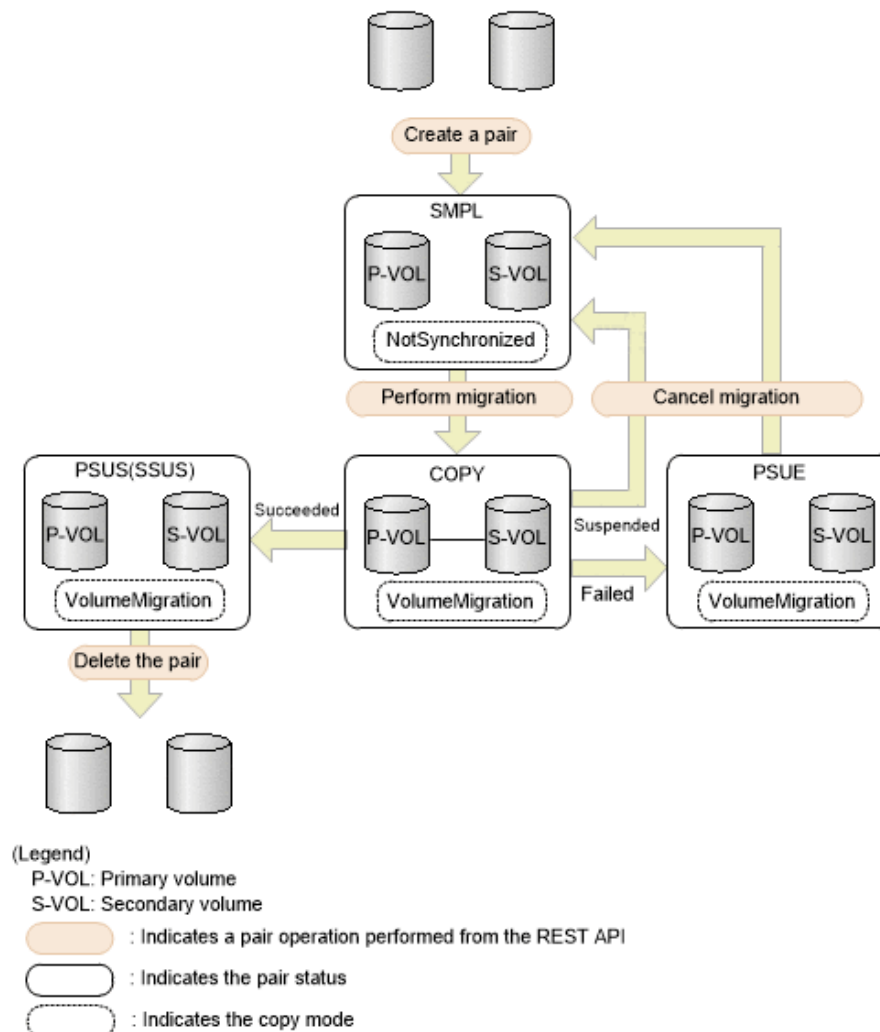 Create a pair
SMPL
P-VOL
S-VOL
NotSynchronized
Perform migration
Cancel migration
PSUS(SSUS)
P-VOL
S-VOL
VolumeMigration
Succeeded
COPY
P-VOL
S-VOL
VolumeMigration
Suspended
Failed
PSUE
P-VOL
S-VOL
VolumeMigration
Delete the pair
(Legend)
P-VOL: Primary volume
S-VOL: Secondary volume
: Indicates a pair operation performed from the REST API
: Indicates the pair status
: Indicates the copy mode